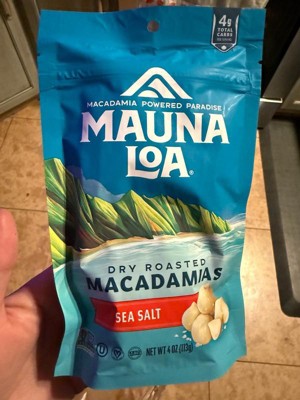 4g
TOTAL
CARBS
MACADAMIA POWERED PARADISE
MAUNA
LOA
DRY ROASTED
MACADAMIAS
SEA SALT
NET WT 4 OZ (113g)